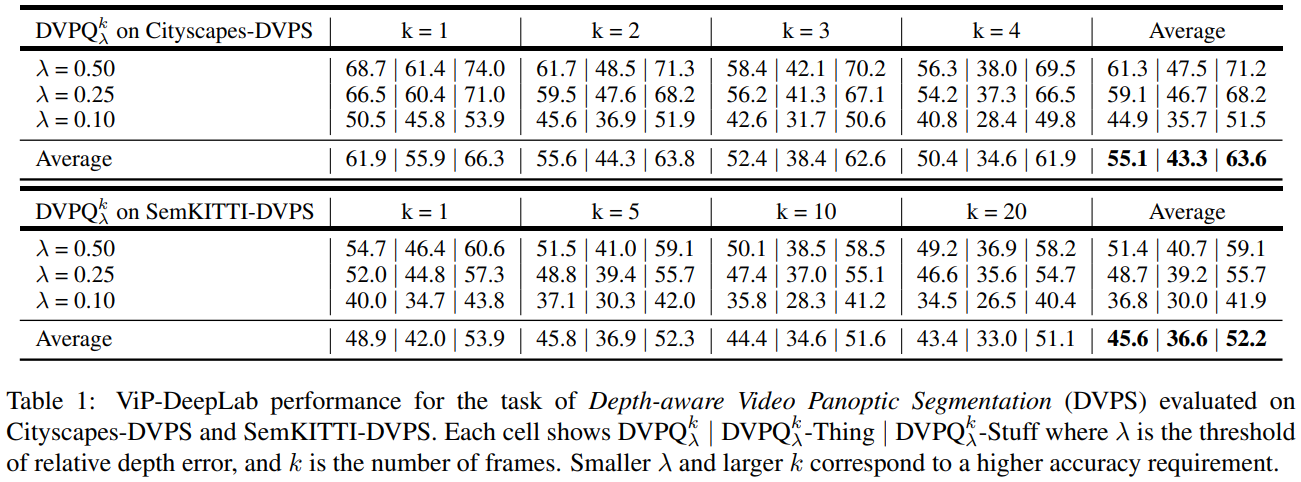 DVPQ^k_λ on Cityscapes-DVPS | k = 1 | k = 2 | k = 3 | k = 4 | Average
λ = 0.50 | 68.7 | 61.4 | 74.0 | 61.7 | 48.5 | 71.3 | 58.4 | 42.1 | 70.2 | 56.3 | 38.0 | 69.5 | 61.3 | 47.5 | 71.2
λ = 0.25 | 66.5 | 60.4 | 71.0 | 59.5 | 47.6 | 68.2 | 56.2 | 41.3 | 67.1 | 54.2 | 37.3 | 66.5 | 59.1 | 46.7 | 68.2
λ = 0.10 | 50.5 | 45.8 | 53.9 | 45.6 | 36.9 | 51.9 | 42.6 | 31.7 | 50.6 | 40.8 | 28.4 | 49.8 | 44.9 | 35.7 | 51.5
Average | 61.9 | 55.9 | 66.3 | 55.6 | 44.3 | 63.8 | 52.4 | 38.4 | 62.6 | 50.4 | 34.6 | 61.9 | 55.1 | 43.3 | 63.6
DVPQ^k_λ on SemKITTI-DVPS | k = 1 | k = 5 | k = 10 | k = 20 | Average
λ = 0.50 | 54.7 | 46.4 | 60.6 | 51.5 | 41.0 | 59.1 | 50.1 | 38.5 | 58.5 | 49.2 | 36.9 | 58.2 | 51.4 | 40.7 | 59.1
λ = 0.25 | 52.0 | 44.8 | 57.3 | 48.8 | 39.4 | 55.7 | 47.4 | 37.0 | 55.1 | 46.6 | 35.6 | 54.7 | 48.7 | 39.2 | 55.7
λ = 0.10 | 40.0 | 34.7 | 43.8 | 37.1 | 30.3 | 42.0 | 35.8 | 28.3 | 41.2 | 34.5 | 26.5 | 40.4 | 36.8 | 30.0 | 41.9
Average | 48.9 | 42.0 | 53.9 | 45.8 | 36.9 | 52.3 | 44.4 | 34.6 | 51.6 | 43.4 | 33.0 | 51.1 | 45.6 | 36.6 | 52.2
Table 1: ViP-DeepLab performance for the task of Depth-aware Video Panoptic Segmentation (DVPS) evaluated on
Cityscapes-DVPS and SemKITTI-DVPS. Each cell shows DVPQ^k_λ | DVPQ^k_λ-Thing | DVPQ^k_λ-Stuff where λ is the threshold
of relative depth error, and k is the number of frames. Smaller λ and larger k correspond to a higher accuracy requirement.